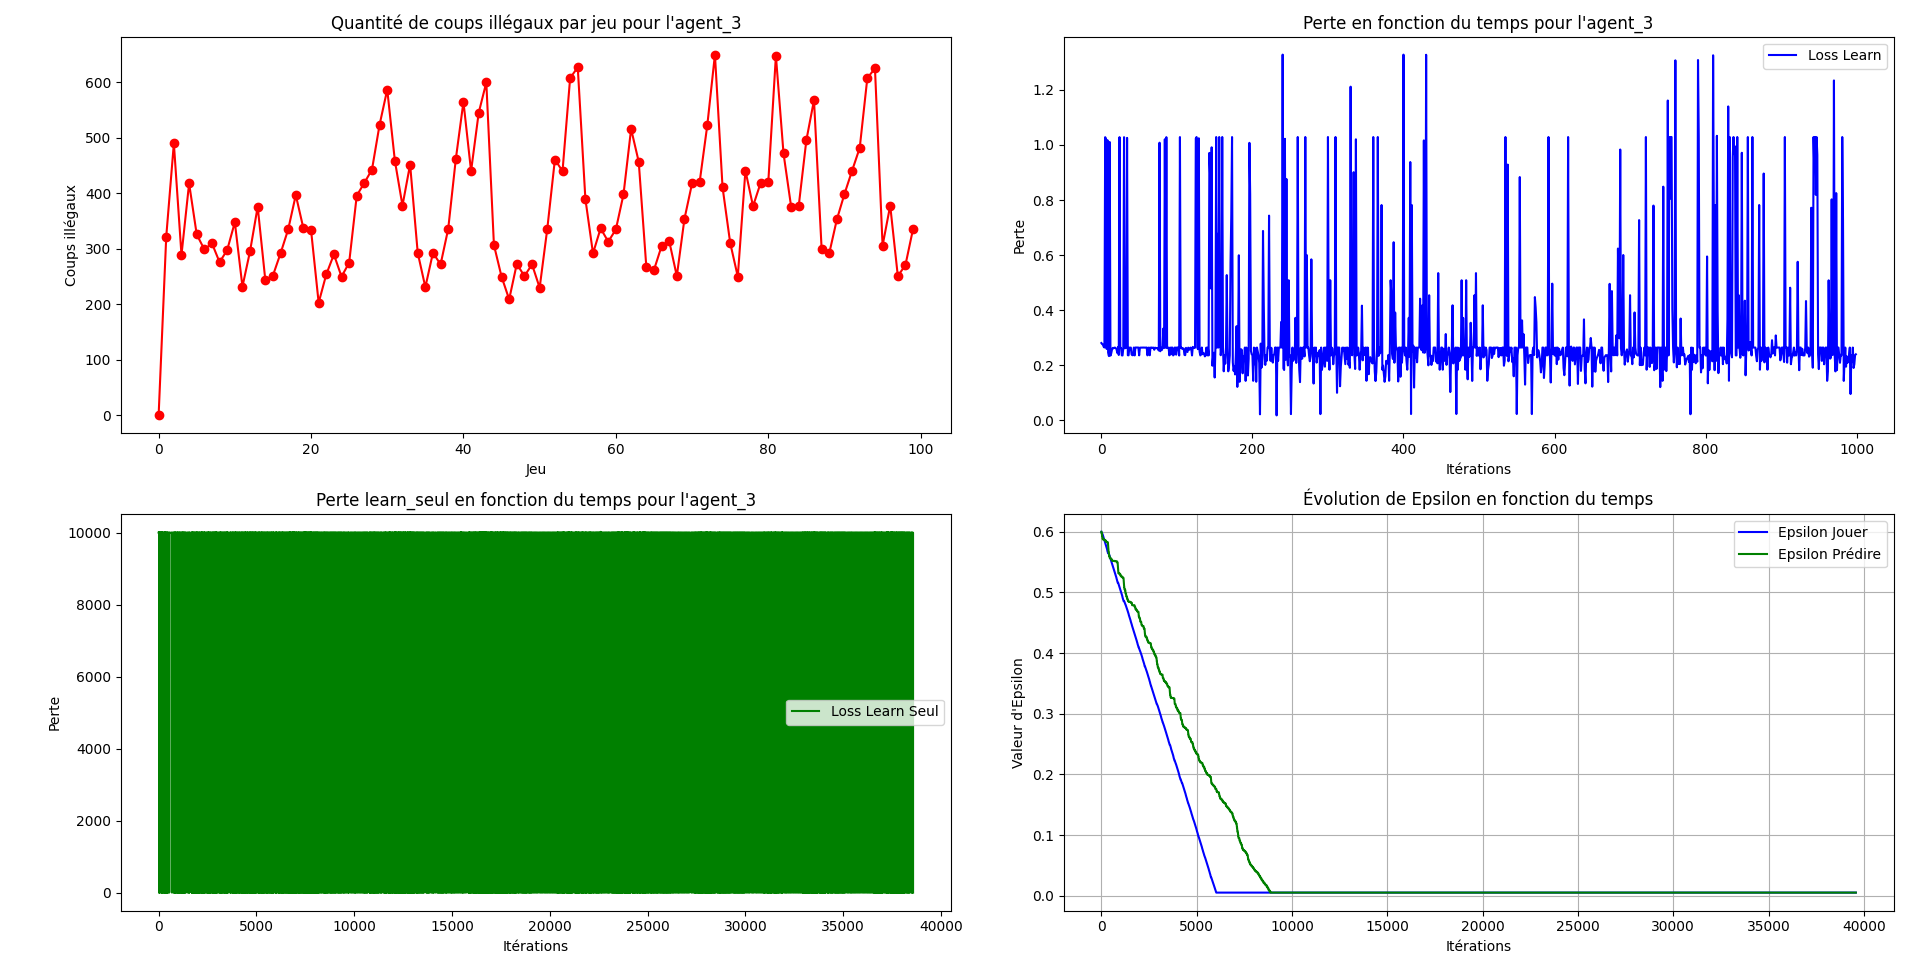 Quantité de coups illégaux par jeu pour l'agent_3
600
500
400
300
200
100
0
Coups illégaux
0 20 40 60 80 100
Jeu
Perte en fonction du temps pour l'agent_3
Loss Learn
1.2
1.0
0.8
0.6
0.4
0.2
0.0
Perte
0 200 400 600 800 1000
Itérations
Perte learn_seul en fonction du temps pour l'agent_3
10000
8000
6000
4000
2000
0
Perte
Loss Learn Seul
0 5000 10000 15000 20000 25000 30000 35000 40000
Itérations
Évolution de Epsilon en fonction du temps
Epsilon Jouer
Epsilon Prédire
0.6
0.5
0.4
0.3
0.2
0.1
0.0
Valeur d'Epsilon
0 5000 10000 15000 20000 25000 30000 35000 40000
Itérations